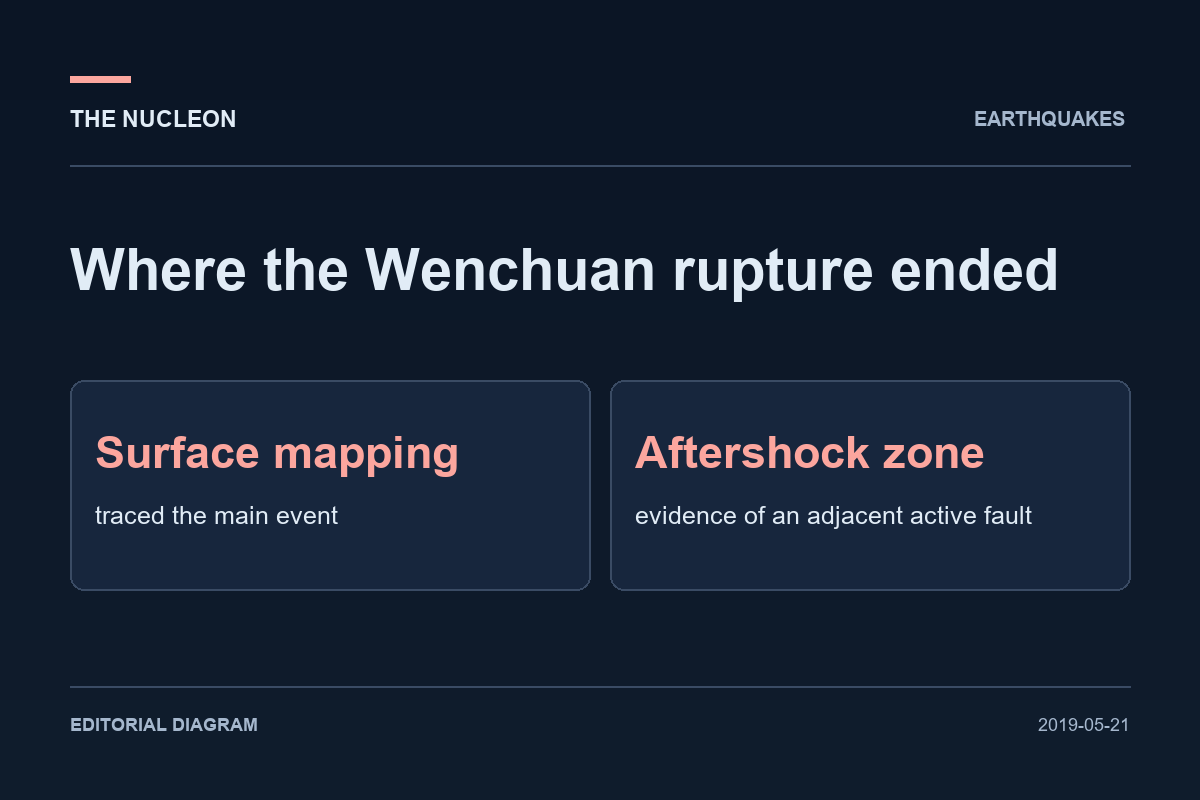 THE NUCLEON
EARTHQUAKES
Where the Wenchuan rupture ended
Surface mapping
traced the main event
Aftershock zone
evidence of an adjacent active fault
EDITORIAL DIAGRAM
2019-05-21